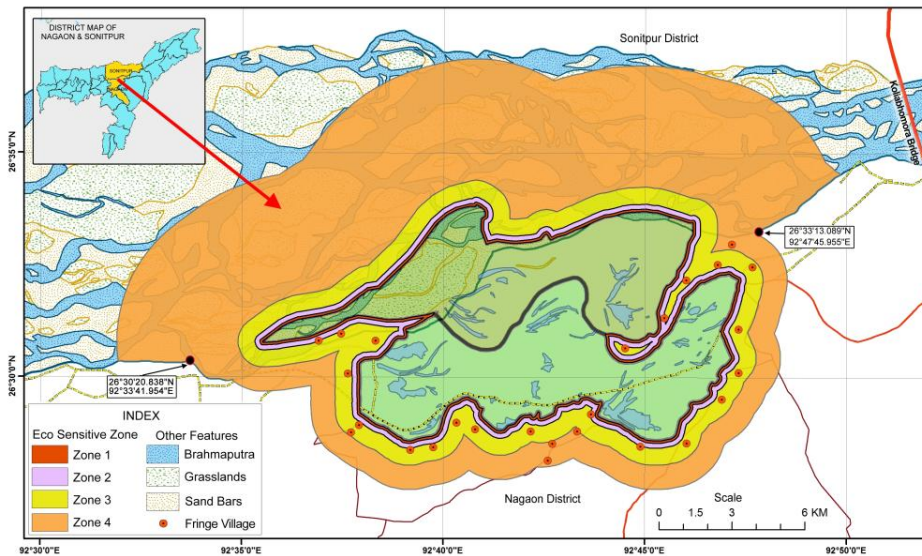 DISTRICT MAP OF
NAGAON & SONITPUR
SONITPUR
Sonitpur District
Koliabhomora Bridge
26°35'0"N
26°33'13.089"N
92°47'45.955"E
26°30'0"N
26°30'20.838"N
92°33'41.954"E
INDEX
Eco Sensitive Zone
Zone 1
Zone 2
Zone 3
Zone 4
Other Features
Brahmaputra
Grasslands
Sand Bars
Fringe Village
Nagaon District
Scale
0 1.5 3 6 KM
92°30'0"E 92°35'0"E 92°40'0"E 92°45'0"E 92°50'0"E